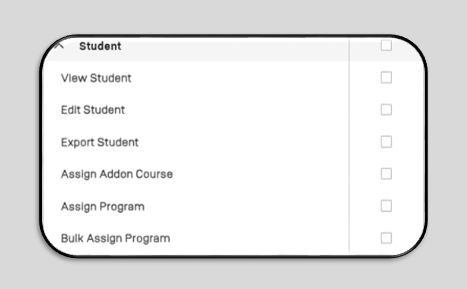 Student
View Student
Edit Student
Export Student
Assign Addon Course
Assign Program
Bulk Assign Program